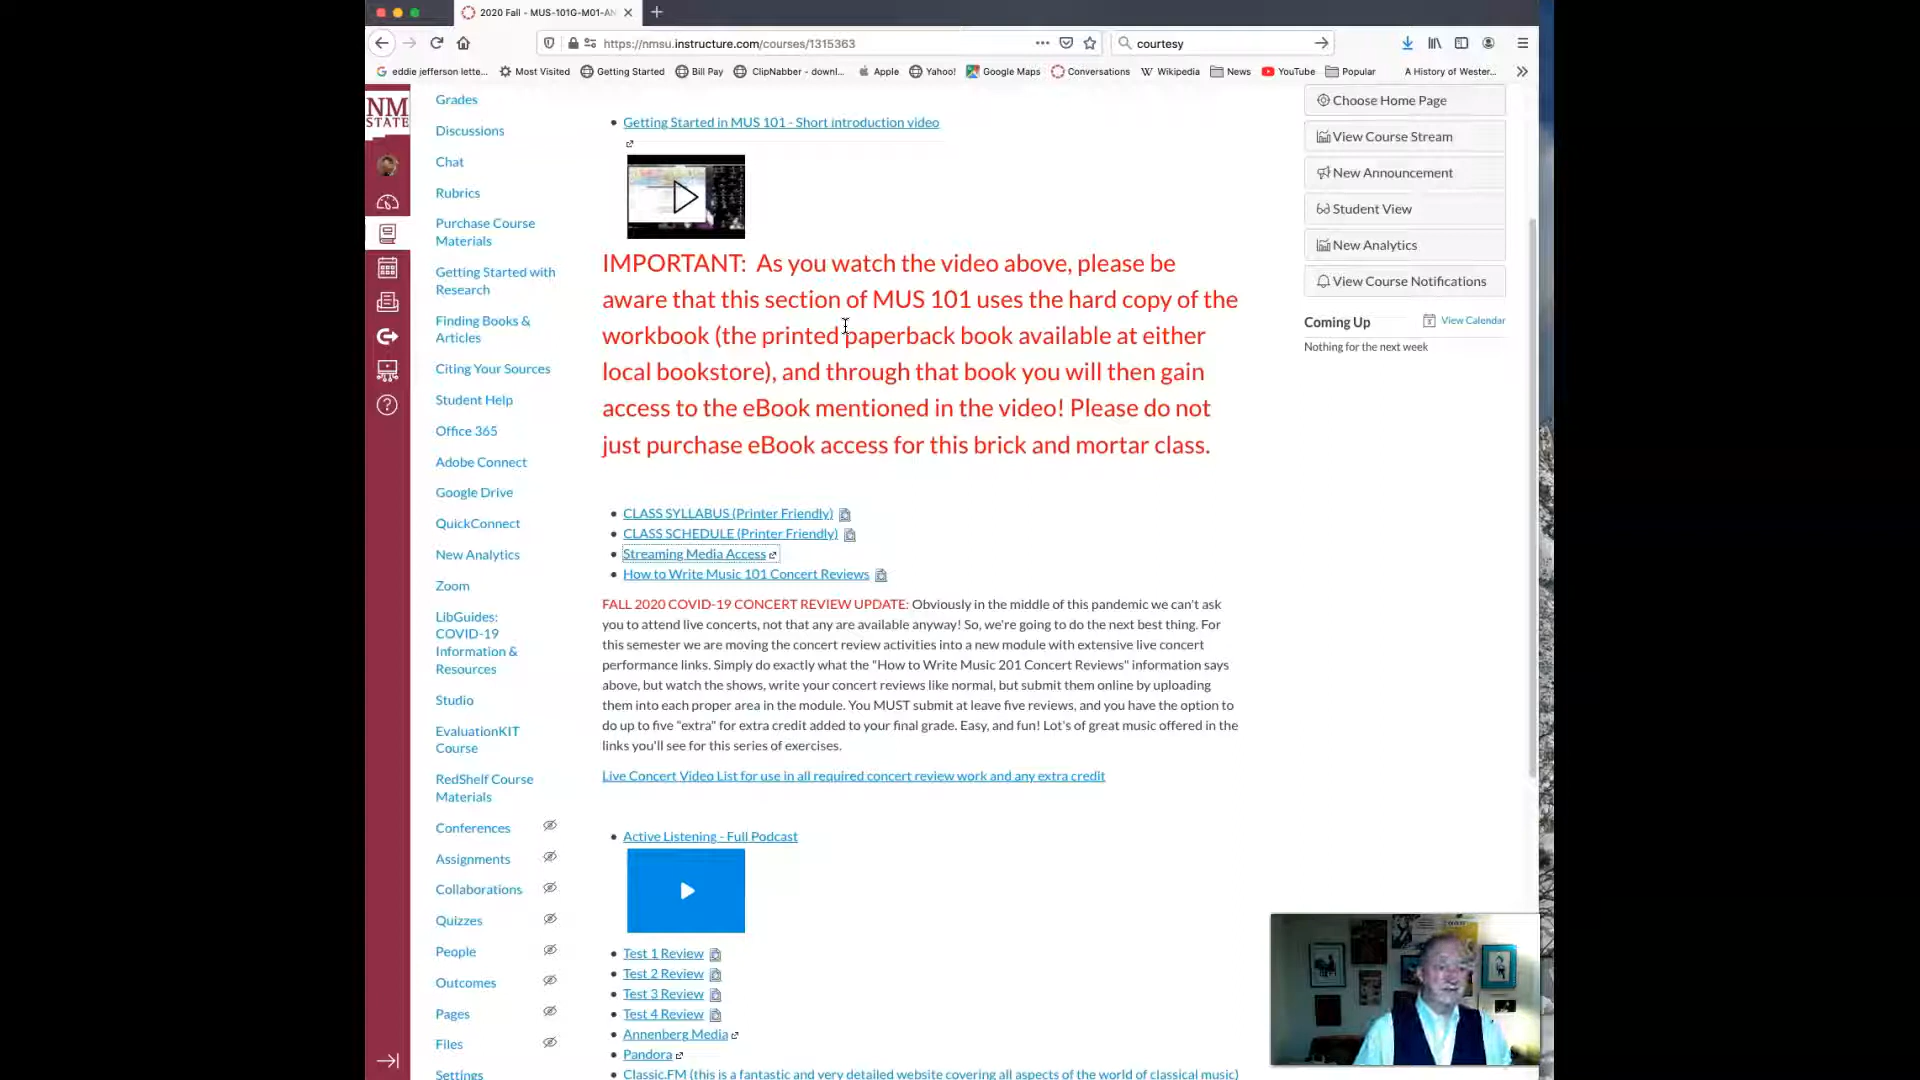 2020 Fall - MUS-101G-M01-AN
https://nmsu.instructure.com/courses/1315363
courtesy
eddie jefferson lette...
Most Visited
Getting Started
Bill Pay
ClipNabber - downl...
Apple
Yahoo!
Google Maps
Conversations
Wikipedia
News
YouTube
Popular
A History of Wester...
NM
STATE
Grades
Discussions
Chat
Rubrics
Purchase Course
Materials
Getting Started with
Research
Finding Books &
Articles
Citing Your Sources
Student Help
Office 365
Adobe Connect
Google Drive
QuickConnect
New Analytics
Zoom
LibGuides:
COVID-19
Information &
Resources
Studio
EvaluationKIT
Course
RedShelf Course
Materials
Conferences
Assignments
Collaborations
Quizzes
People
Outcomes
Pages
Files
Settings
Getting Started in MUS 101 - Short introduction video
IMPORTANT: As you watch the video above, please be
aware that this section of MUS 101 uses the hard copy of the
workbook (the printed paperback book available at either
local bookstore), and through that book you will then gain
access to the eBook mentioned in the video! Please do not
just purchase eBook access for this brick and mortar class.
CLASS SYLLABUS (Printer Friendly)
CLASS SCHEDULE (Printer Friendly)
Streaming Media Access
How to Write Music 101 Concert Reviews
FALL 2020 COVID-19 CONCERT REVIEW UPDATE: Obviously in the middle of this pandemic we can't ask
you to attend live concerts, not that any are available anyway! So, we're going to do the next best thing. For
this semester we are moving the concert review activities into a new module with extensive live concert
performance links. Simply do exactly what the "How to Write Music 201 Concert Reviews" information says
above, but watch the shows, write your concert reviews like normal, but submit them online by uploading
them into each proper area in the module. You MUST submit at leave five reviews, and you have the option to
do up to five "extra" for extra credit added to your final grade. Easy, and fun! Lot's of great music offered in the
links you'll see for this series of exercises.
Live Concert Video List for use in all required concert review work and any extra credit
Active Listening - Full Podcast
Test 1 Review
Test 2 Review
Test 3 Review
Test 4 Review
Annenberg Media
Pandora
Classic.FM (this is a fantastic and very detailed website covering all aspects of the world of classical music)
Choose Home Page
View Course Stream
New Announcement
Student View
New Analytics
View Course Notifications
Coming Up
View Calendar
Nothing for the next week